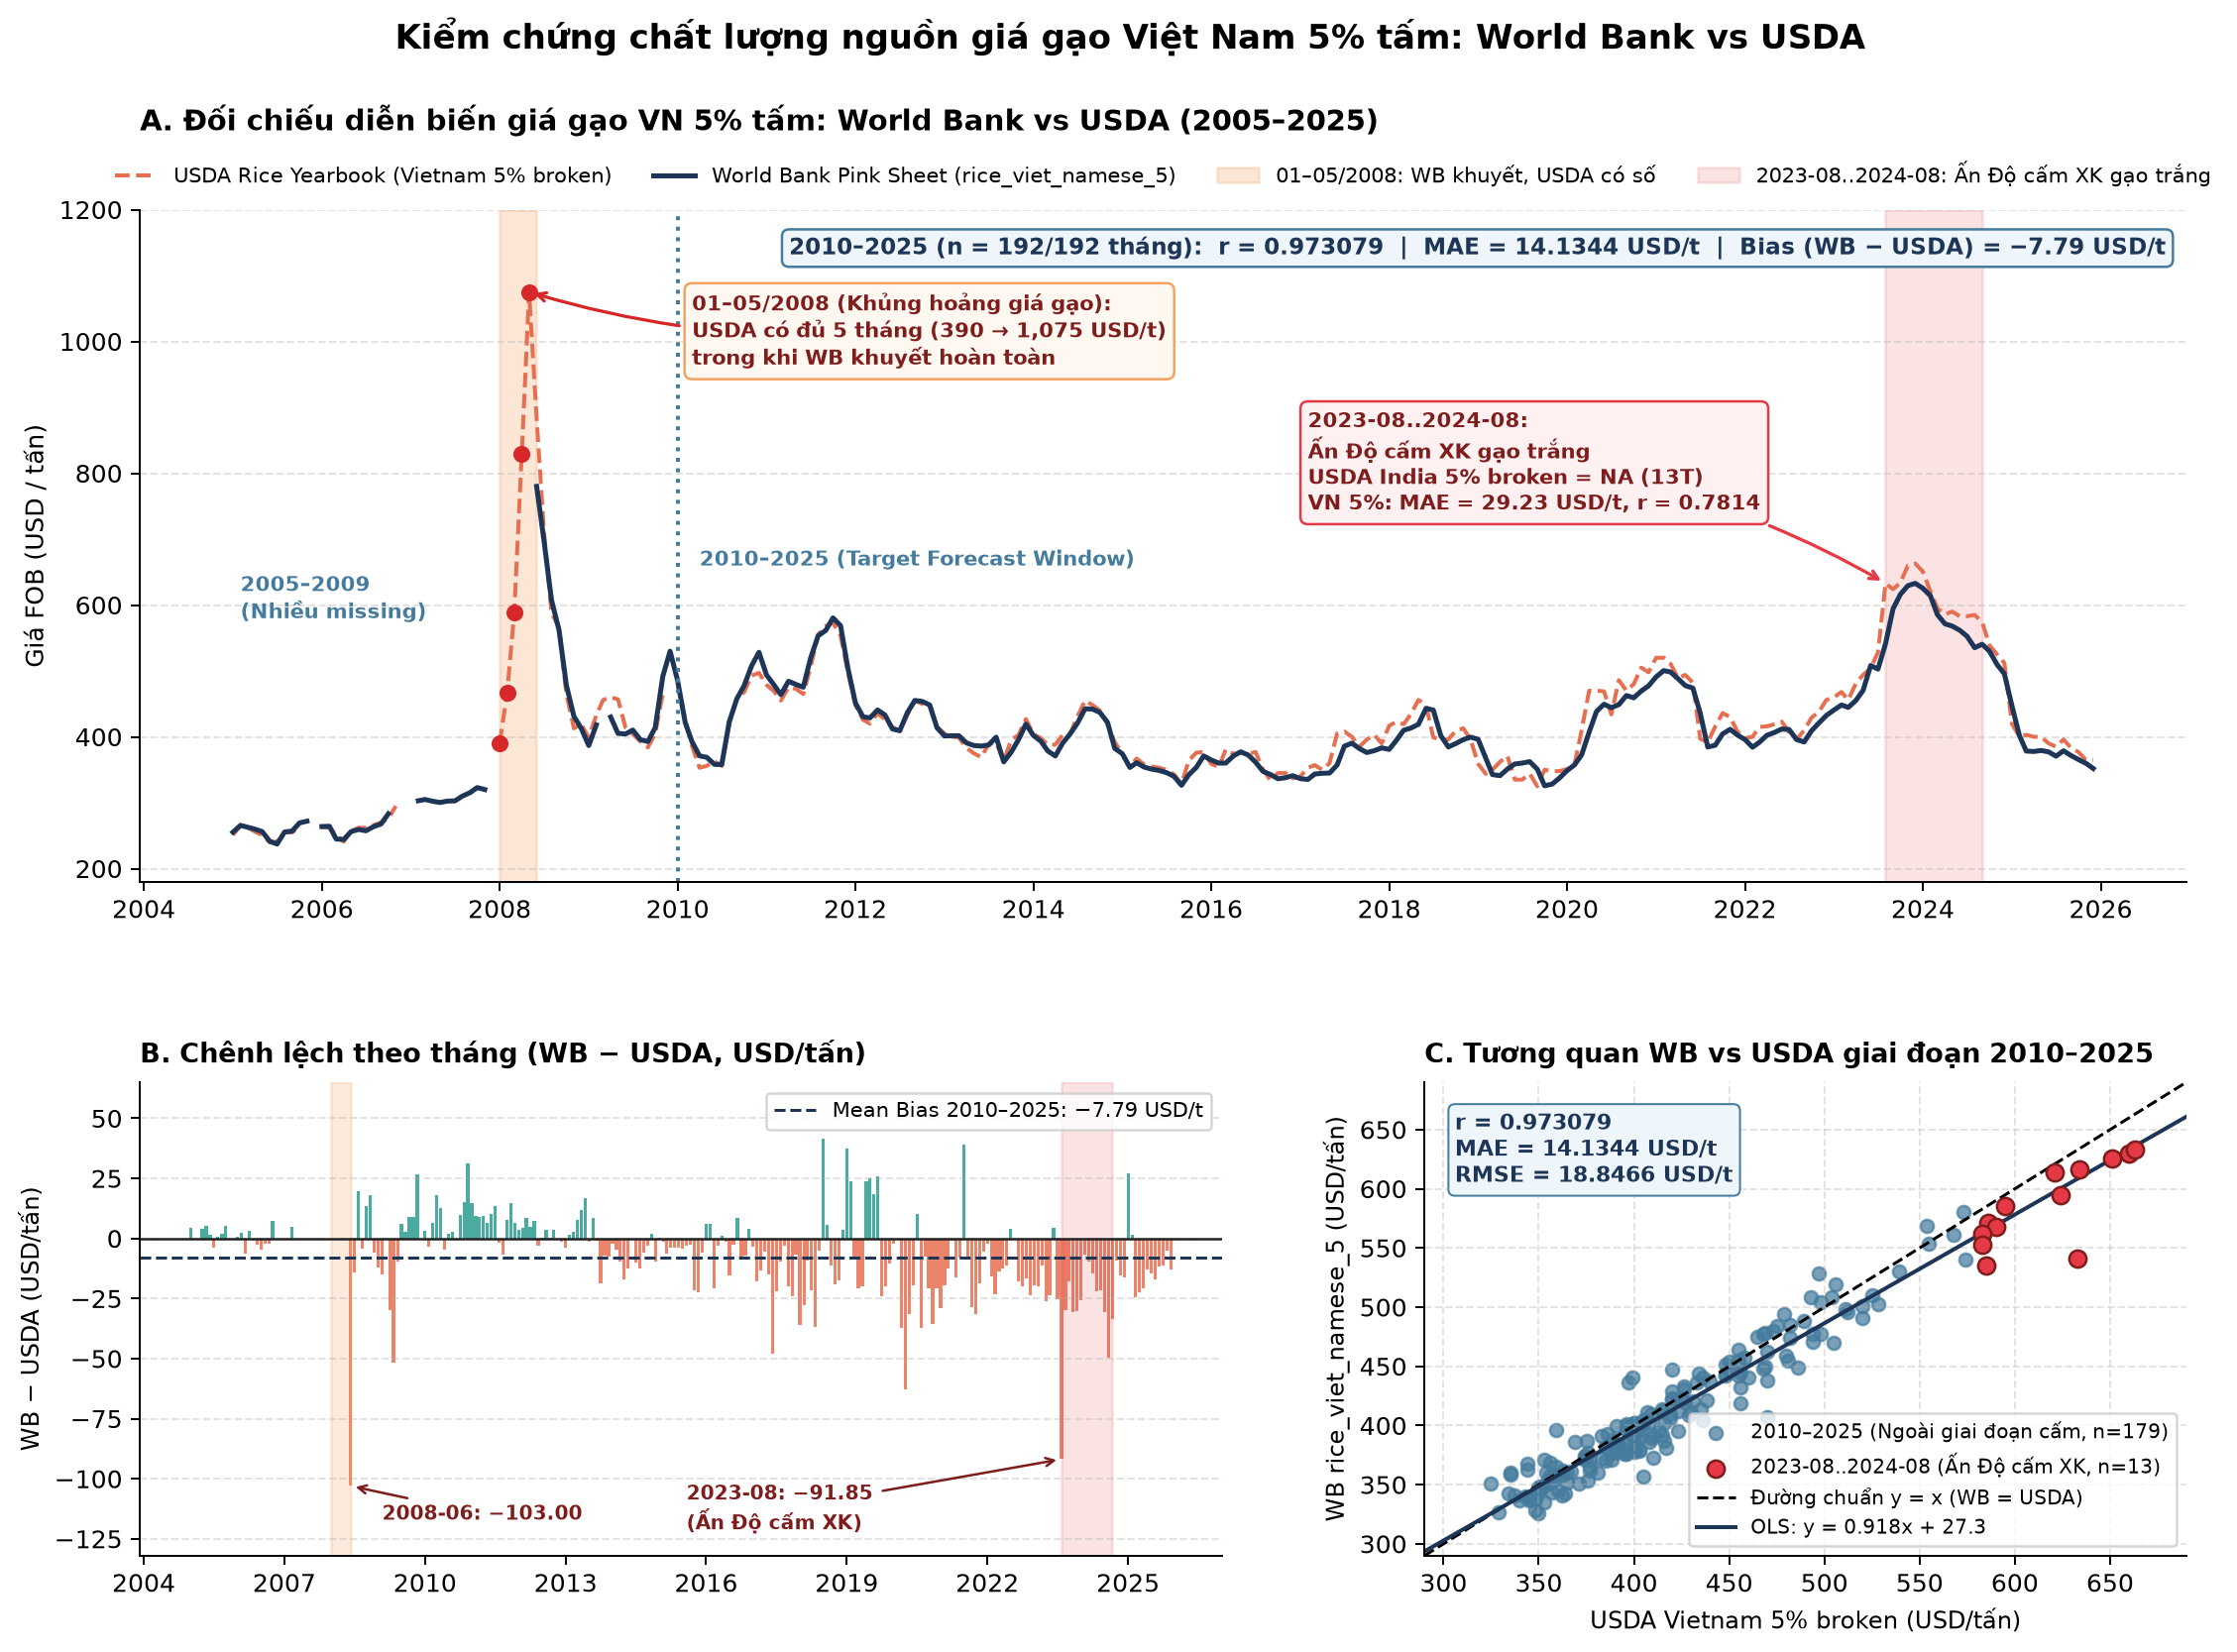 Kiểm chứng chất lượng nguồn giá gạo Việt Nam 5% tấm: World Bank vs USDA
A. Đối chiếu diễn biến giá gạo VN 5% tấm: World Bank vs USDA (2005–2025)
USDA Rice Yearbook (Vietnam 5% broken)
World Bank Pink Sheet (rice_viet_namese_5)
01–05/2008: WB khuyết, USDA có số
2023-08..2024-08: Ấn Độ cấm XK gạo trắng
Giá FOB (USD / tấn)
1200
1000
800
600
400
200
2010–2025 (n = 192/192 tháng): r = 0.973079 | MAE = 14.1344 USD/t | Bias (WB − USDA) = −7.79 USD/t
01–05/2008 (Khủng hoảng giá gạo):
USDA có đủ 5 tháng (390 → 1,075 USD/t)
trong khi WB khuyết hoàn toàn
2023-08..2024-08:
Ấn Độ cấm XK gạo trắng
USDA India 5% broken = NA (13T)
VN 5%: MAE = 29.23 USD/t, r = 0.7814
2005–2009
(Nhiều missing)
2010–2025 (Target Forecast Window)
2004 2006 2008 2010 2012 2014 2016 2018 2020 2022 2024 2026
B. Chênh lệch theo tháng (WB − USDA, USD/tấn)
WB − USDA (USD/tấn)
50
25
0
−25
−50
−75
−100
−125
Mean Bias 2010–2025: −7.79 USD/t
2008-06: −103.00
2023-08: −91.85
(Ấn Độ cấm XK)
2004 2007 2010 2013 2016 2019 2022 2025
C. Tương quan WB vs USDA giai đoạn 2010–2025
WB rice_viet_namese_5 (USD/tấn)
650
600
550
500
450
400
350
300
r = 0.973079
MAE = 14.1344 USD/t
RMSE = 18.8466 USD/t
2010–2025 (Ngoài giai đoạn cấm, n=179)
2023-08..2024-08 (Ấn Độ cấm XK, n=13)
Đường chuẩn y = x (WB = USDA)
OLS: y = 0.918x + 27.3
300 350 400 450 500 550 600 650
USDA Vietnam 5% broken (USD/tấn)